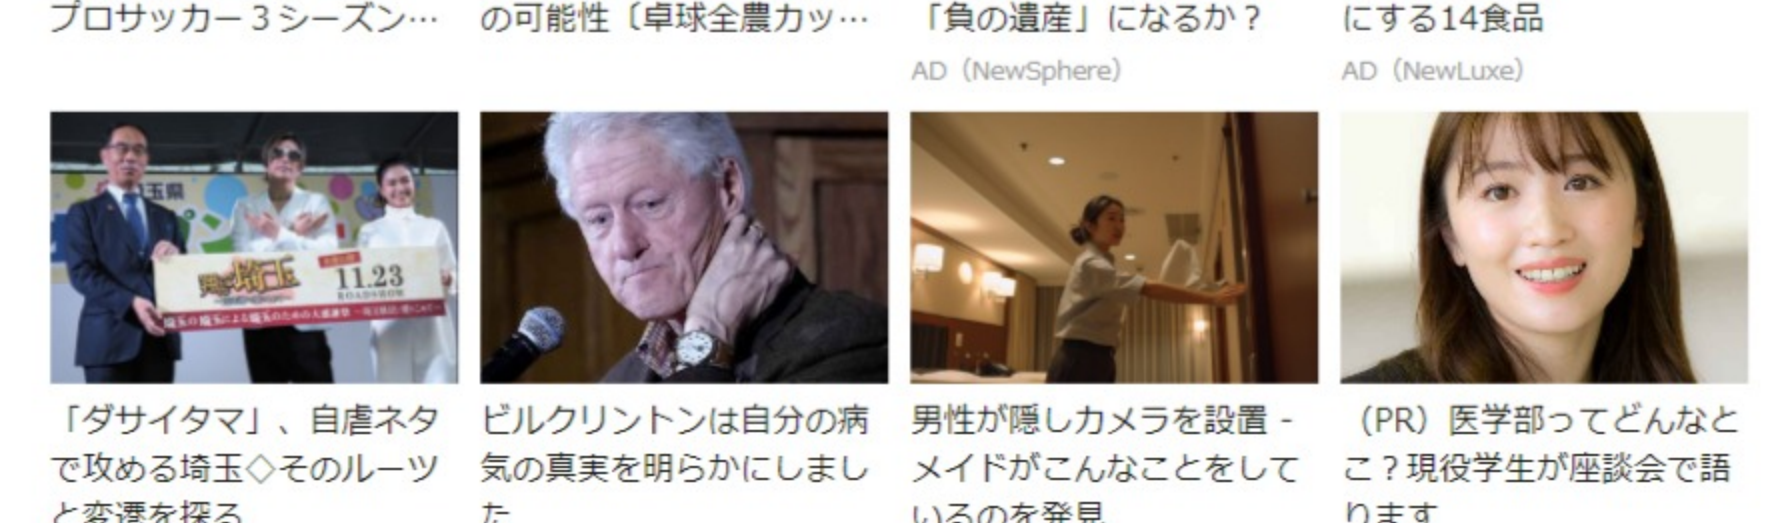 プロサッカー３シーズン…
の可能性〔卓球全農カッ…
「負の遺産」になるか？
AD（NewSphere）
にする14食品
AD（NewLuxe）
玉県
埼玉
11.23
ROADSHOW
「ダサイタマ」、自虐ネタ
で攻める埼玉◇そのルーツ
と変遷を探る
ビルクリントンは自分の病
気の真実を明らかにしまし
た
男性が隠しカメラを設置 -
メイドがこんなことをして
いるのを発見
（PR）医学部ってどんなと
こ？現役学生が座談会で語
ります